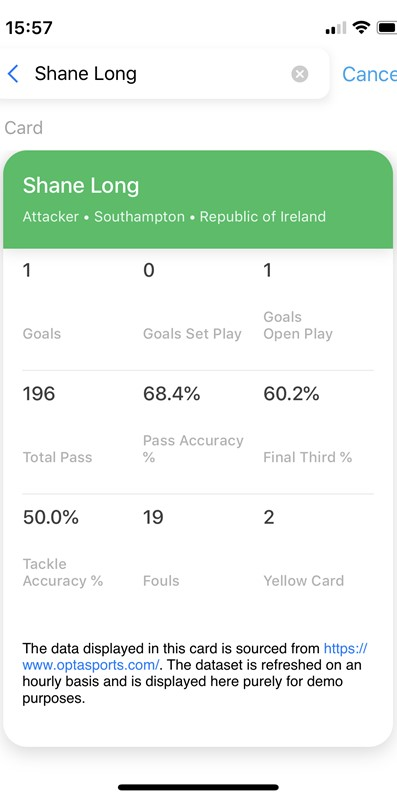 15:57
Shane Long
Cance
Card
Shane Long
Attacker • Southampton • Republic of Ireland
1
0
1
Goals
Goals Set Play
Goals
Open Play
196
68.4%
60.2%
Total Pass
Pass Accuracy
%
Final Third %
50.0%
19
2
Tackle
Accuracy %
Fouls
Yellow Card
The data displayed in this card is sourced from https://
www.optasports.com/. The dataset is refreshed on an
hourly basis and is displayed here purely for demo
purposes.